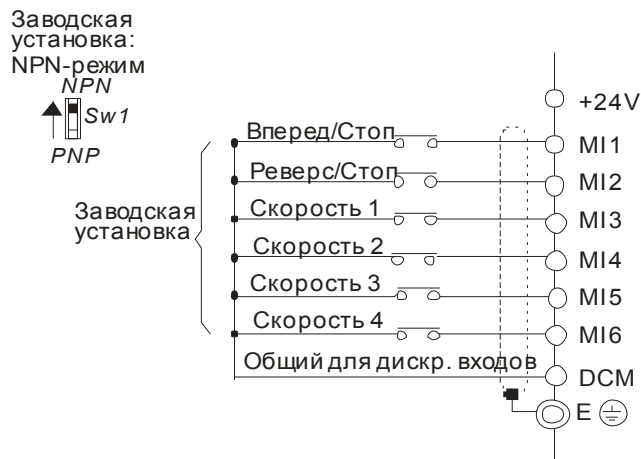 Заводская
установка:
NPN-режим
NPN
Sw1
PNP
+24V
Вперед/Стоп MI1
Реверс/Стоп MI2
Скорость 1 MI3
Заводская
установка
Скорость 2 MI4
Скорость 3 MI5
Скорость 4 MI6
Общий для дискр. входов DCM
E